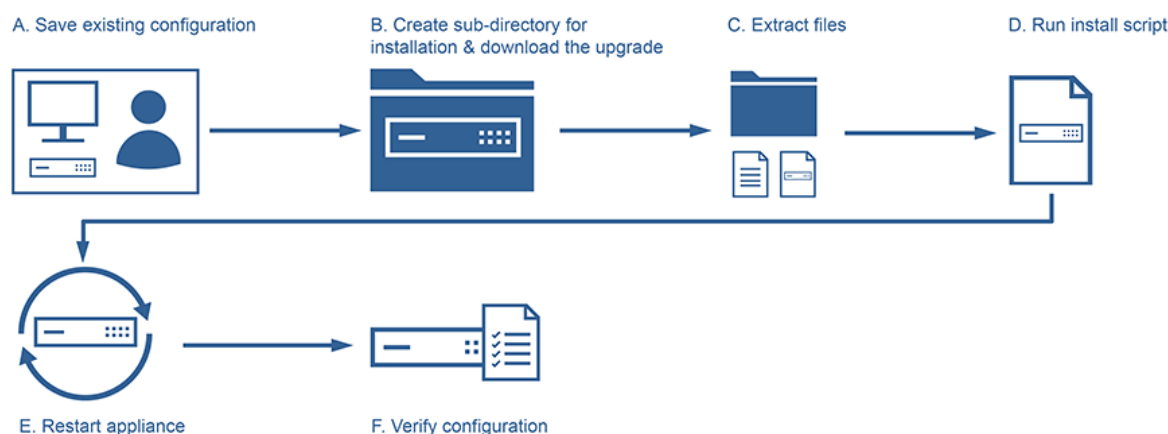 A. Save existing configuration
B. Create sub-directory for
installation & download the upgrade
C. Extract files
D. Run install script
E. Restart appliance
F. Verify configuration